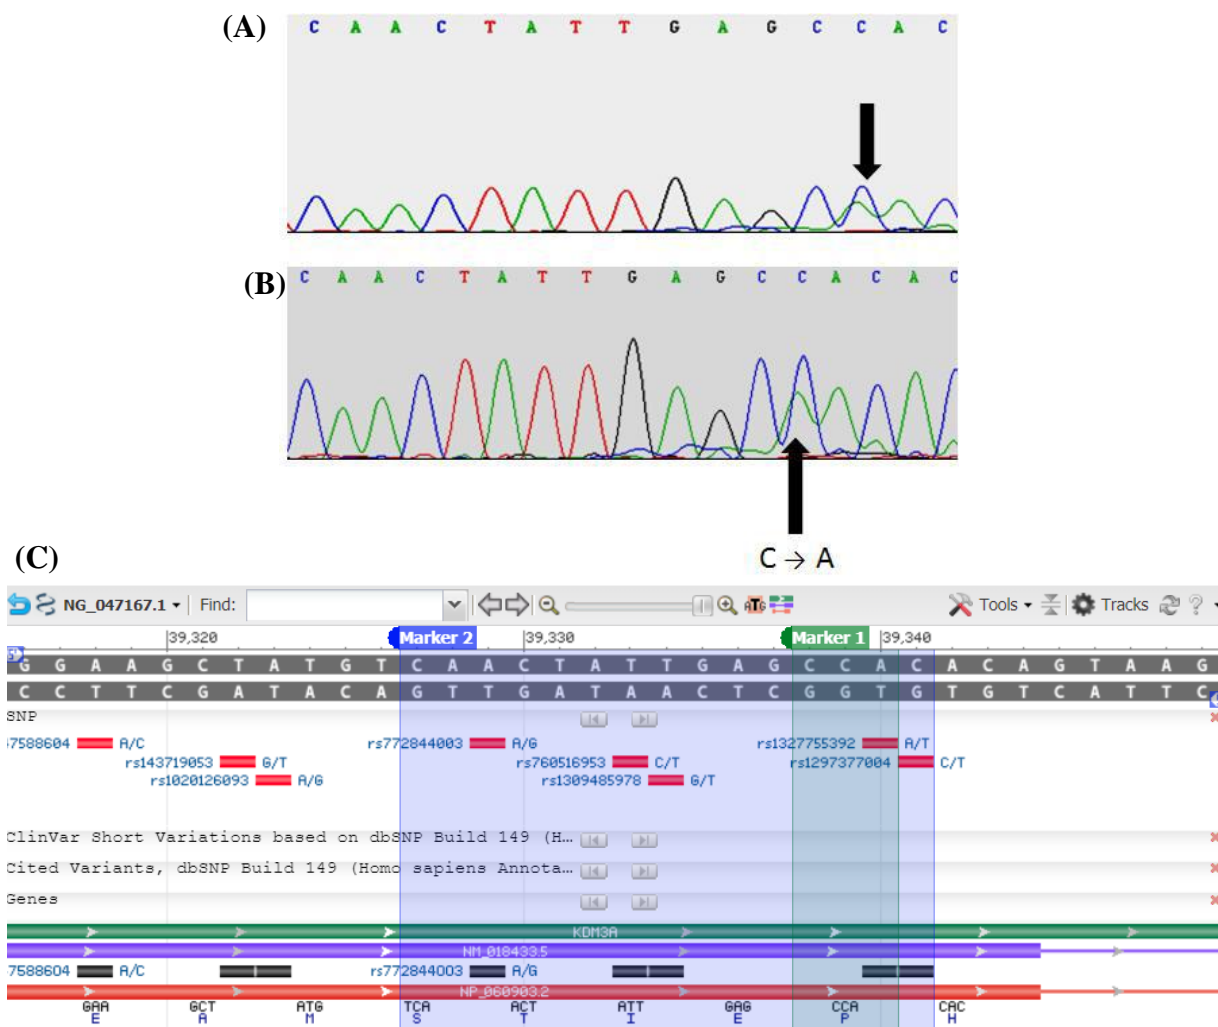 (A)
C A A C T A T T G A G C C A C
(B)
C A A C T A T T G A G C C A C A C
C → A
(C)
NG_047167.1 Find: Tools Tracks ?
39,320 39,330 39,340
Marker 2 Marker 1
G G A A G C T A T G T C A A C T A T T G A G C C A C A C A G T A A G
C C T T C G A T A C A G T T G A T A A C T C G G T G T G T C A T T C
SNP
7588604 A/C rs772844003 A/G rs1327755392 A/T
rs143719053 G/T rs760516953 C/T rs1297377004 C/T
rs1020126093 A/G rs1309485978 G/T
ClinVar Short Variations based on dbSNP Build 149 (H...
Cited Variants, dbSNP Build 149 (Homo sapiens Annota...
Genes
KDM3A
NM_018433.5
7588604 A/C rs772844003 A/G
NP_060903.2
GAA GCT ATG TCA ACT ATT GAG CCA CAC
E A M S T I E P H